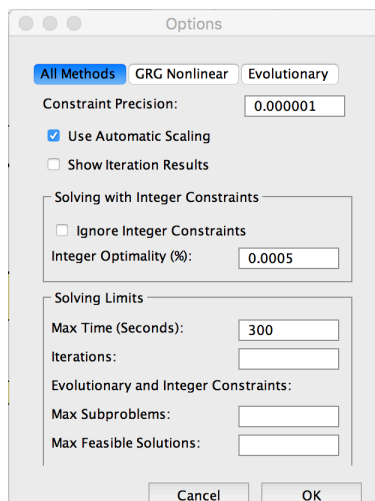 Options
All Methods GRG Nonlinear Evolutionary
Constraint Precision: 0.000001
Use Automatic Scaling
Show Iteration Results
Solving with Integer Constraints
Ignore Integer Constraints
Integer Optimality (%): 0.0005
Solving Limits
Max Time (Seconds): 300
Iterations:
Evolutionary and Integer Constraints:
Max Subproblems:
Max Feasible Solutions:
Cancel OK